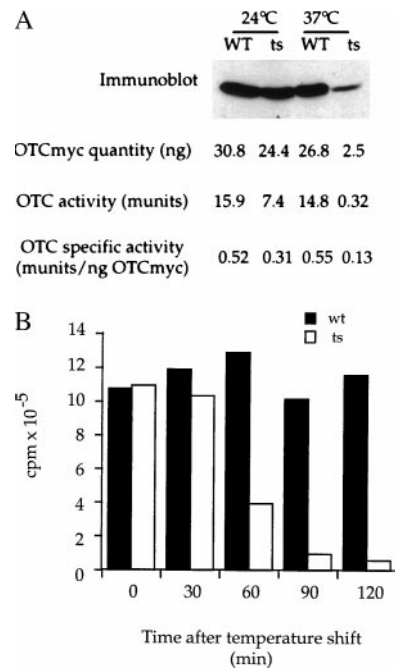 A
24°C 37°C
WT ts WT ts
Immunoblot
OTCmyc quantity (ng) 30.8 24.4 26.8 2.5
OTC activity (munits) 15.9 7.4 14.8 0.32
OTC specific activity
(munits/ng OTCmyc) 0.52 0.31 0.55 0.13
B
wt
ts
cpm x 10-5
14
12
10
8
6
4
2
0
0 30 60 90 120
Time after temperature shift
(min)